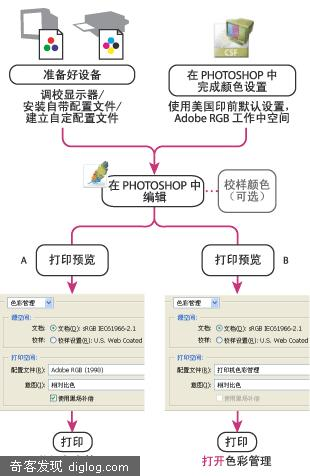 CSF
准备好设备
调校显示器/
安装自带配置文件/
建立自定配置文件
在 PHOTOSHOP 中
完成颜色设置
使用美国印前默认设置，
Adobe RGB 工作中空间
在 PHOTOSHOP 中
编辑
校样颜色
(可选)
A
打印预览
打印预览
B
色彩管理
源空间:
文档: 文档(D): sRGB IEC61966-2.1
校样: 校样设置(R): U.S. Web Coated
打印空间:
配置文件(P): Adobe RGB (1998)
意图(I): 相对比色
使用黑场补偿
色彩管理
源空间:
文档: 文档(D): sRGB IEC61966-2.1
校样: 校样设置(R): U.S. Web Coated
打印空间:
配置文件(P): 打印机色彩管理
意图(I): 相对比色
使用黑场补偿
打印
打印
打开色彩管理
奇客发现 diglog.com